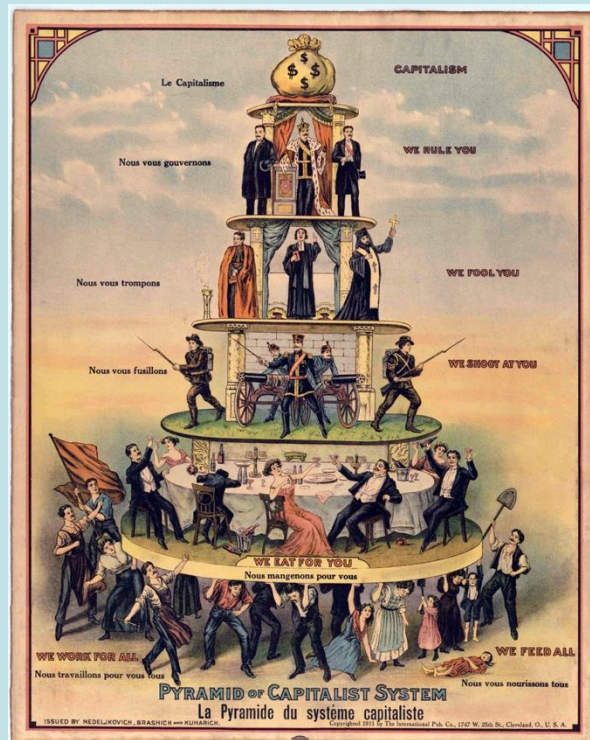 $ $ $ $
Le Capitalisme
CAPITALISM
Nous vous gouvernons
WE RULE YOU
Nous vous trompons
WE FOOL YOU
Nous vous fusillons
WE SHOOT AT YOU
WE EAT FOR YOU
Nous mangenons pour vous
WE WORK FOR ALL
Nous travaillons pour vous tous
WE FEED ALL
Nous vous nourissons tous
PYRAMID OF CAPITALIST SYSTEM
La Pyramide du système capitaliste
ISSUED BY NEDELJKOVICH, BRASHICH AND KUHARICH.
Copyrighted 1911 by The International Pub. Co., 1747 W. 25th St., Cleveland, O., U. S. A.